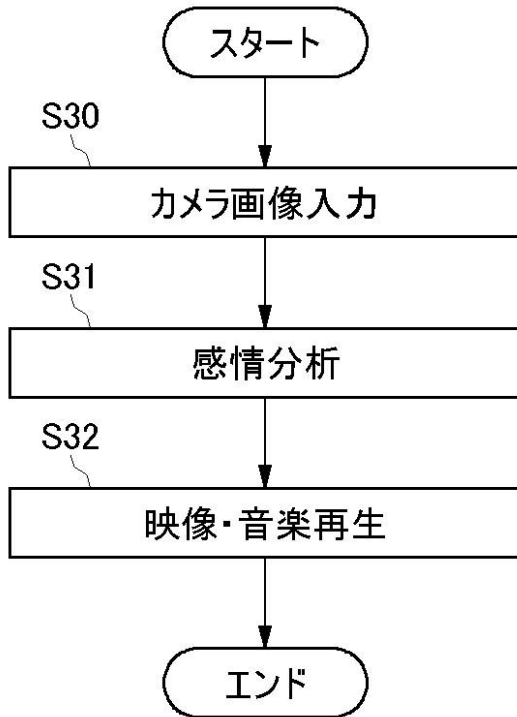 スタート
S30
カメラ画像入力
S31
感情分析
S32
映像・音楽再生
エンド